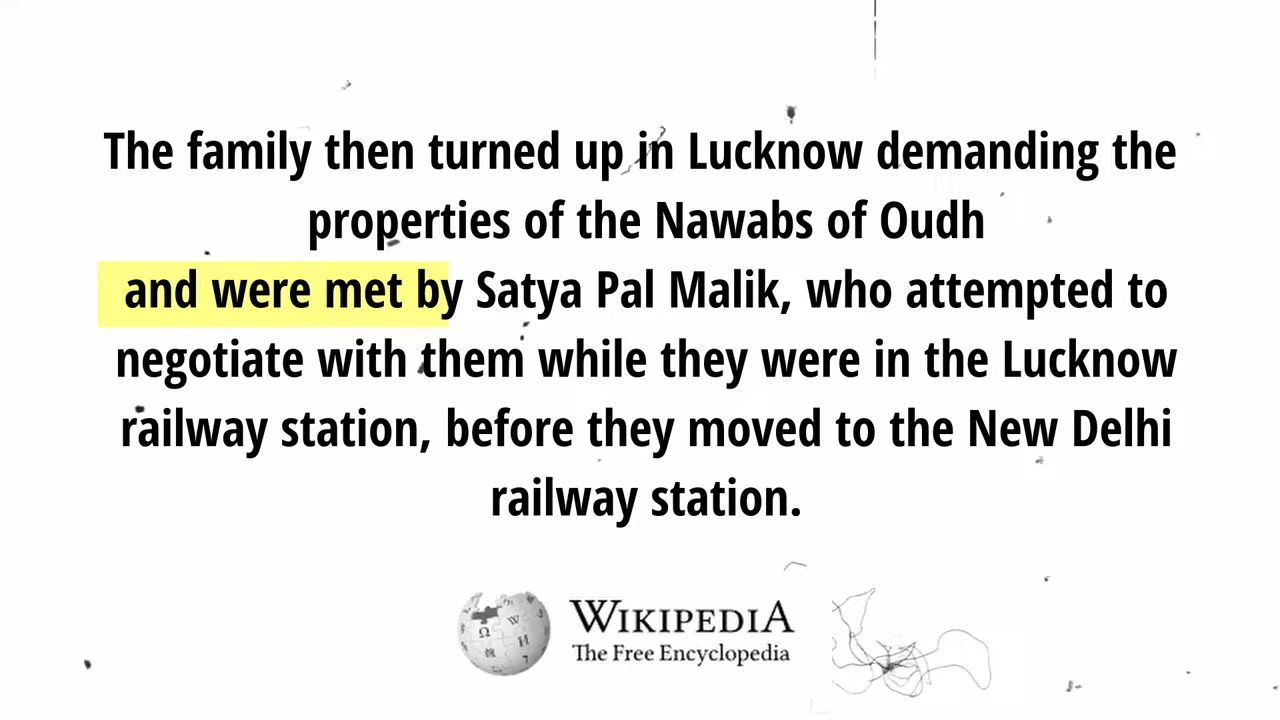 The family then turned up in Lucknow demanding the
properties of the Nawabs of Oudh
and were met by Satya Pal Malik, who attempted to
negotiate with them while they were in the Lucknow
railway station, before they moved to the New Delhi
railway station.
WIKIPEDIA
The Free Encyclopedia